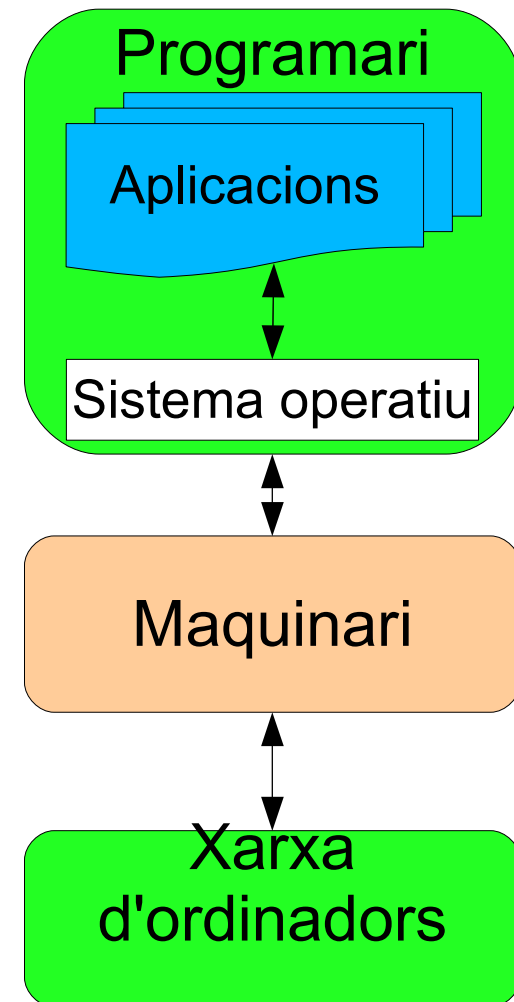 Programari
Aplicacions
Sistema operatiu
Maquinari
Xarxa
d'ordinadors